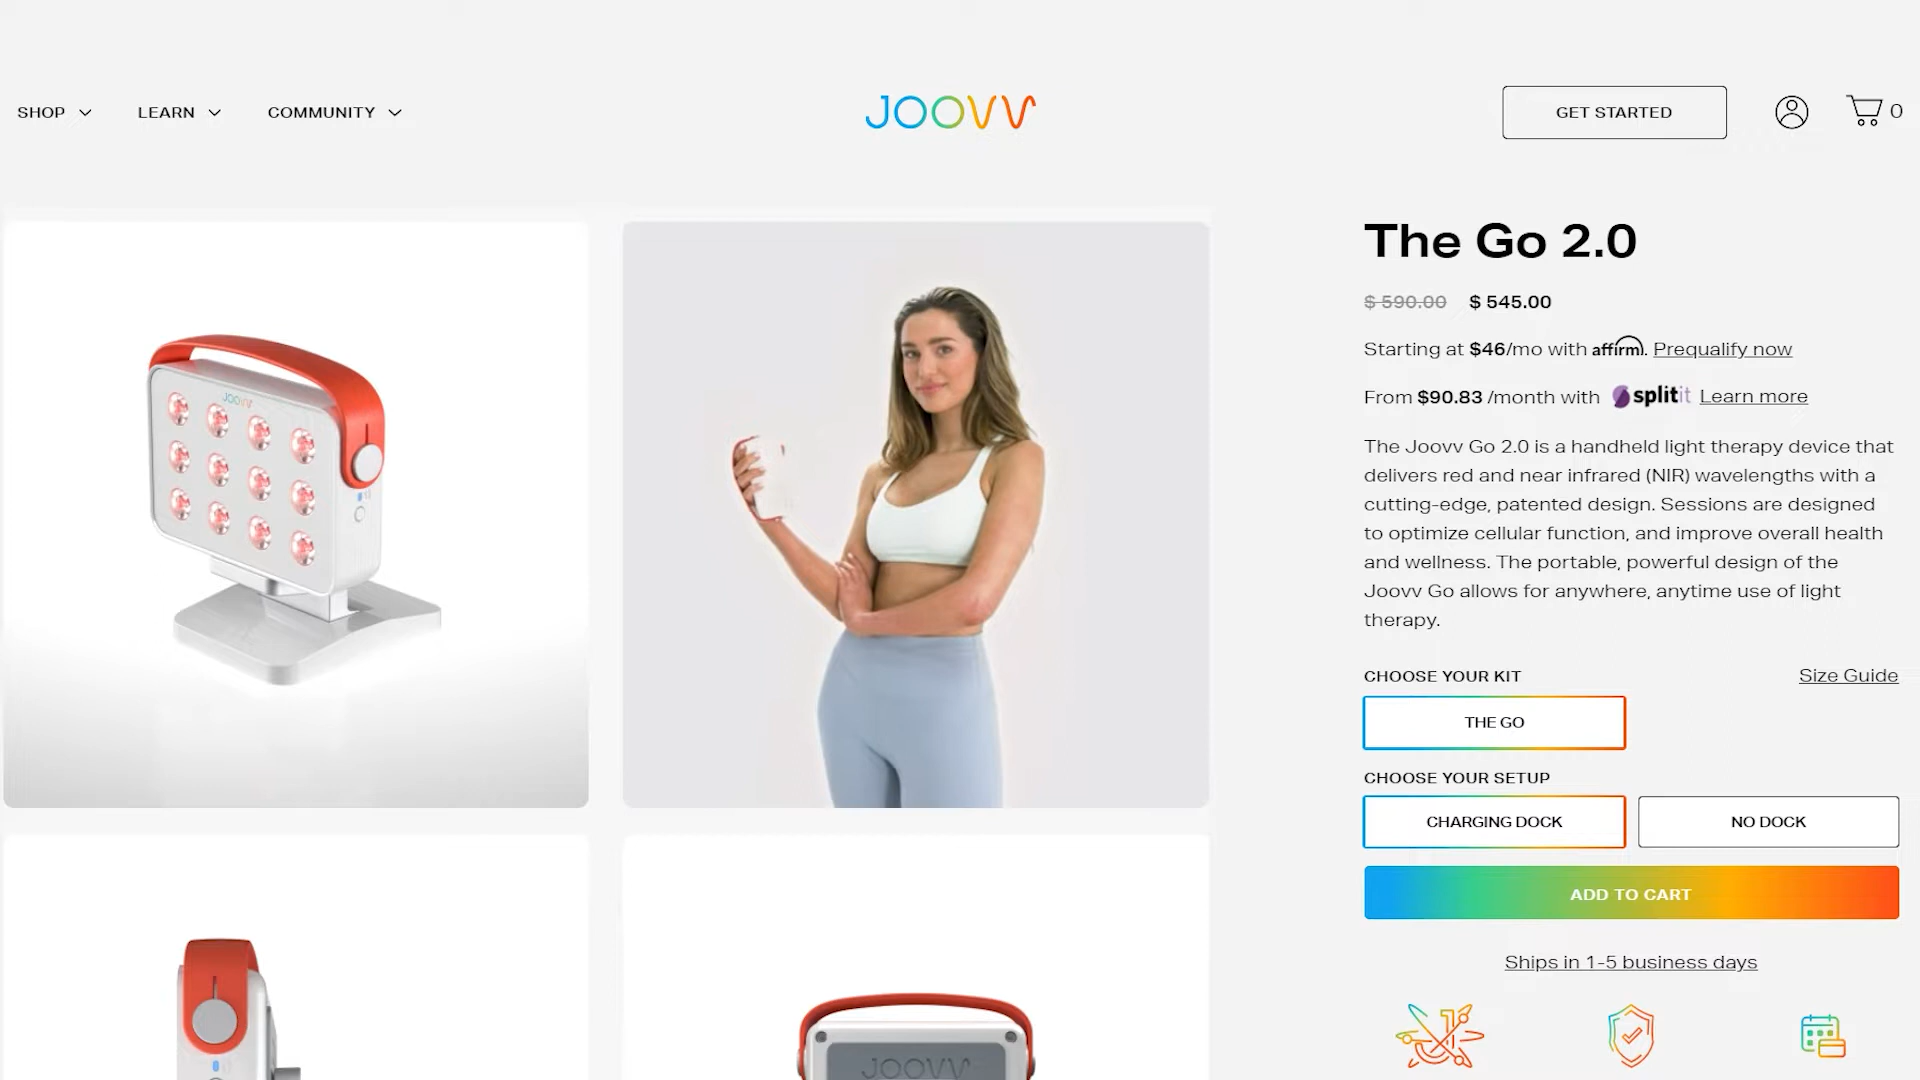 SHOP
LEARN
COMMUNITY
JOOVV
GET STARTED
0
JOOVV
The Go 2.0
$ 590.00 $ 545.00
Starting at $46/mo with affirm. Prequalify now
From $90.83 /month with splitit Learn more
The Joovv Go 2.0 is a handheld light therapy device that
delivers red and near infrared (NIR) wavelengths with a
cutting-edge, patented design. Sessions are designed
to optimize cellular function, and improve overall health
and wellness. The portable, powerful design of the
Joovv Go allows for anywhere, anytime use of light
therapy.
CHOOSE YOUR KIT
Size Guide
THE GO
CHOOSE YOUR SETUP
CHARGING DOCK
NO DOCK
ADD TO CART
Ships in 1-5 business days
JOOVV